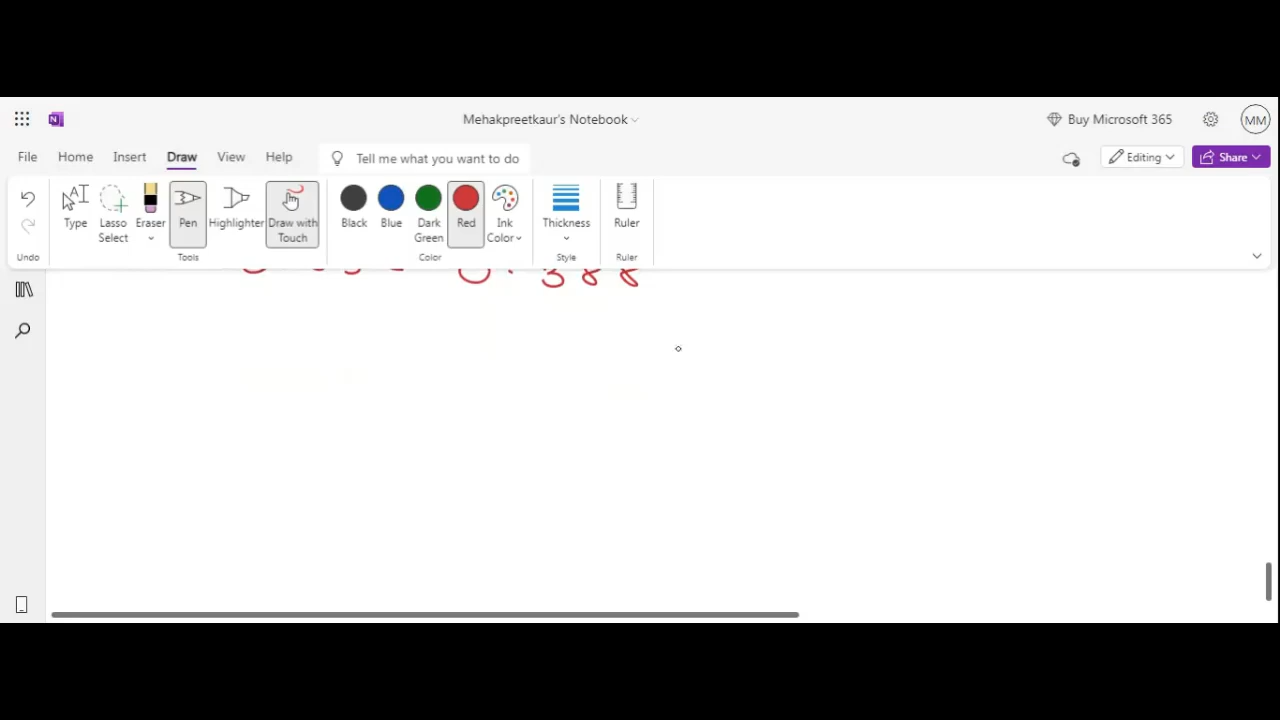 Mehakpreetkaur's Notebook
Buy Microsoft 365
MM
File Home Insert Draw View Help Tell me what you want to do
Editing Share
Type Lasso Select Eraser Pen Highlighter Draw with Touch Black Blue Dark Green Red Ink Color Thickness Ruler
Undo Tools Color Style Ruler
388